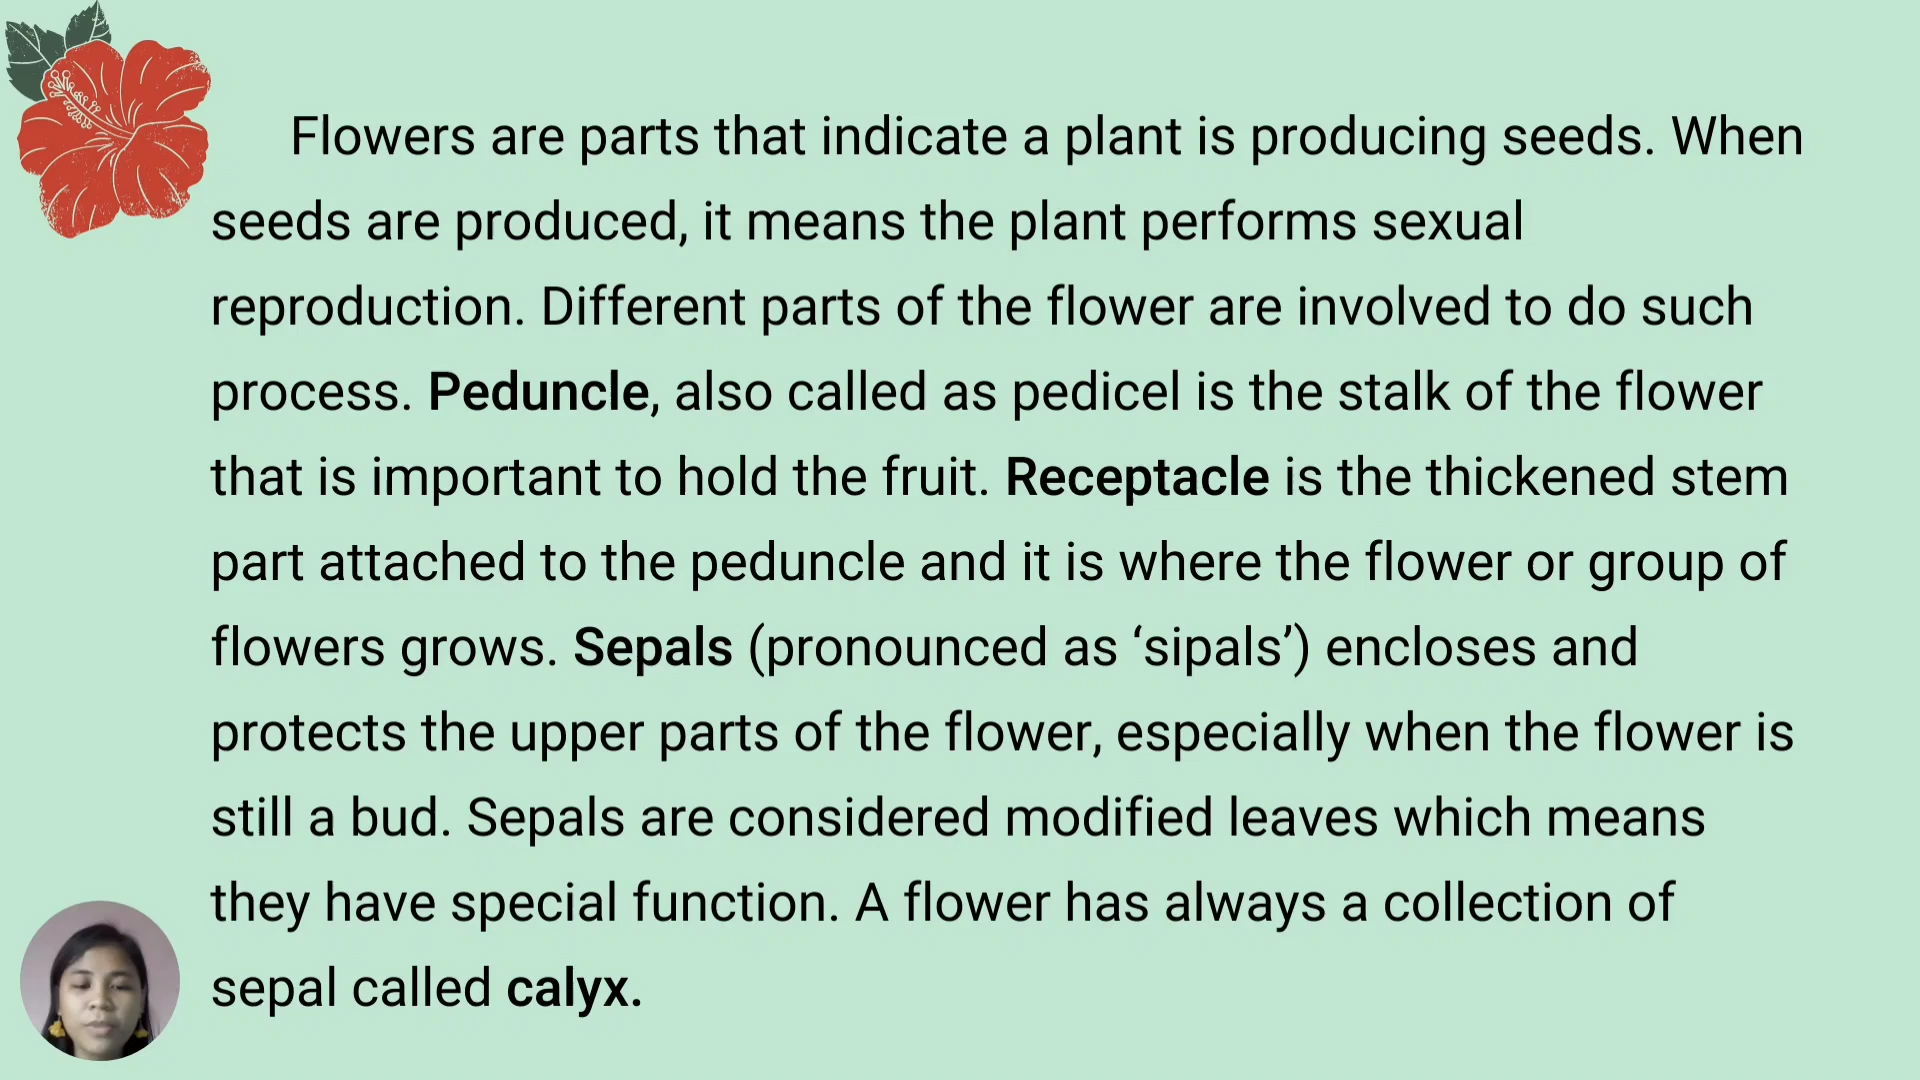 Flowers are parts that indicate a plant is producing seeds. When
seeds are produced, it means the plant performs sexual
reproduction. Different parts of the flower are involved to do such
process. Peduncle, also called as pedicel is the stalk of the flower
that is important to hold the fruit. Receptacle is the thickened stem
part attached to the peduncle and it is where the flower or group of
flowers grows. Sepals (pronounced as ‘sipals’) encloses and
protects the upper parts of the flower, especially when the flower is
still a bud. Sepals are considered modified leaves which means
they have special function. A flower has always a collection of
sepal called calyx.